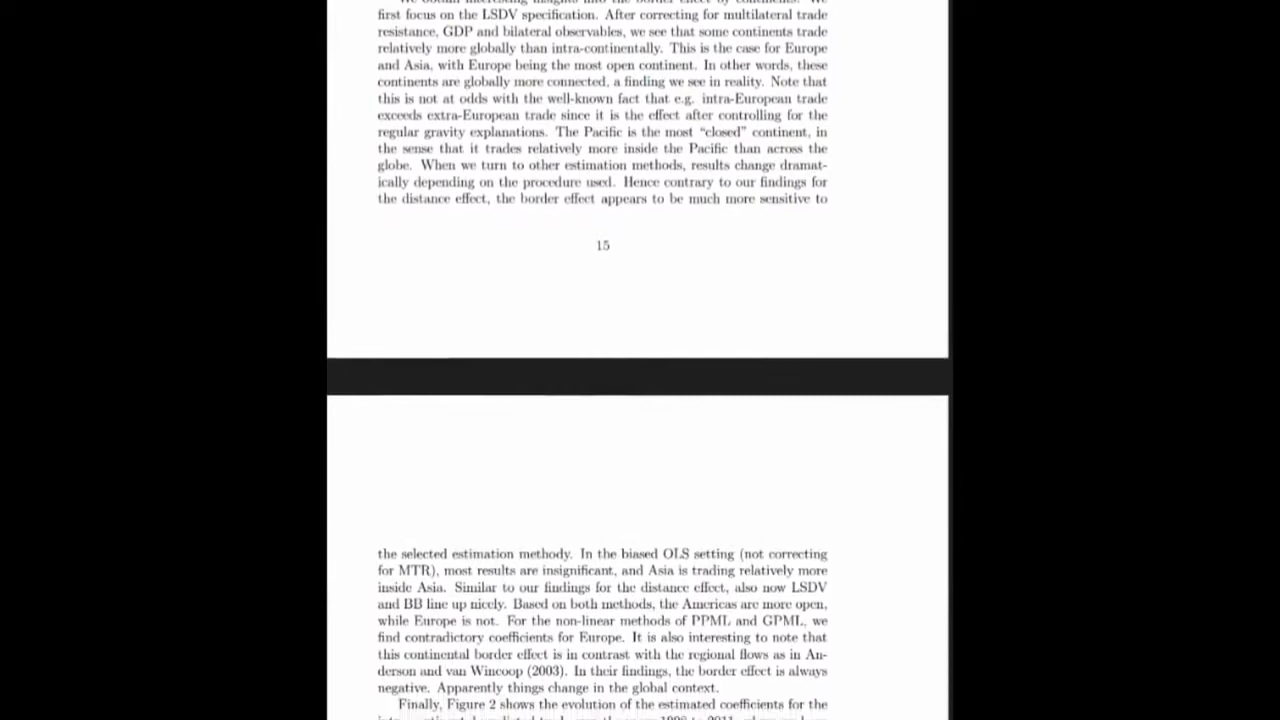 We obtain interesting insights into the border effect by continents. We
first focus on the LSDV specification. After correcting for multilateral trade
resistance, GDP and bilateral observables, we see that some continents trade
relatively more globally than intra-continentally. This is the case for Europe
and Asia, with Europe being the most open continent. In other words, these
continents are globally more connected, a finding we see in reality. Note that
this is not at odds with the well-known fact that e.g. intra-European trade
exceeds extra-European trade since it is the effect after controlling for the
regular gravity explanations. The Pacific is the most “closed” continent, in
the sense that it trades relatively more inside the Pacific than across the
globe. When we turn to other estimation methods, results change dramat-
ically depending on the procedure used. Hence contrary to our findings for
the distance effect, the border effect appears to be much more sensitive to
15
the selected estimation methody. In the biased OLS setting (not correcting
for MTR), most results are insignificant, and Asia is trading relatively more
inside Asia. Similar to our findings for the distance effect, also now LSDV
and BB line up nicely. Based on both methods, the Americas are more open,
while Europe is not. For the non-linear methods of PPML and GPML, we
find contradictory coefficients for Europe. It is also interesting to note that
this continental border effect is in contrast with the regional flows as in An-
derson and van Wincoop (2003). In their findings, the border effect is always
negative. Apparently things change in the global context.
Finally, Figure 2 shows the evolution of the estimated coefficients for the